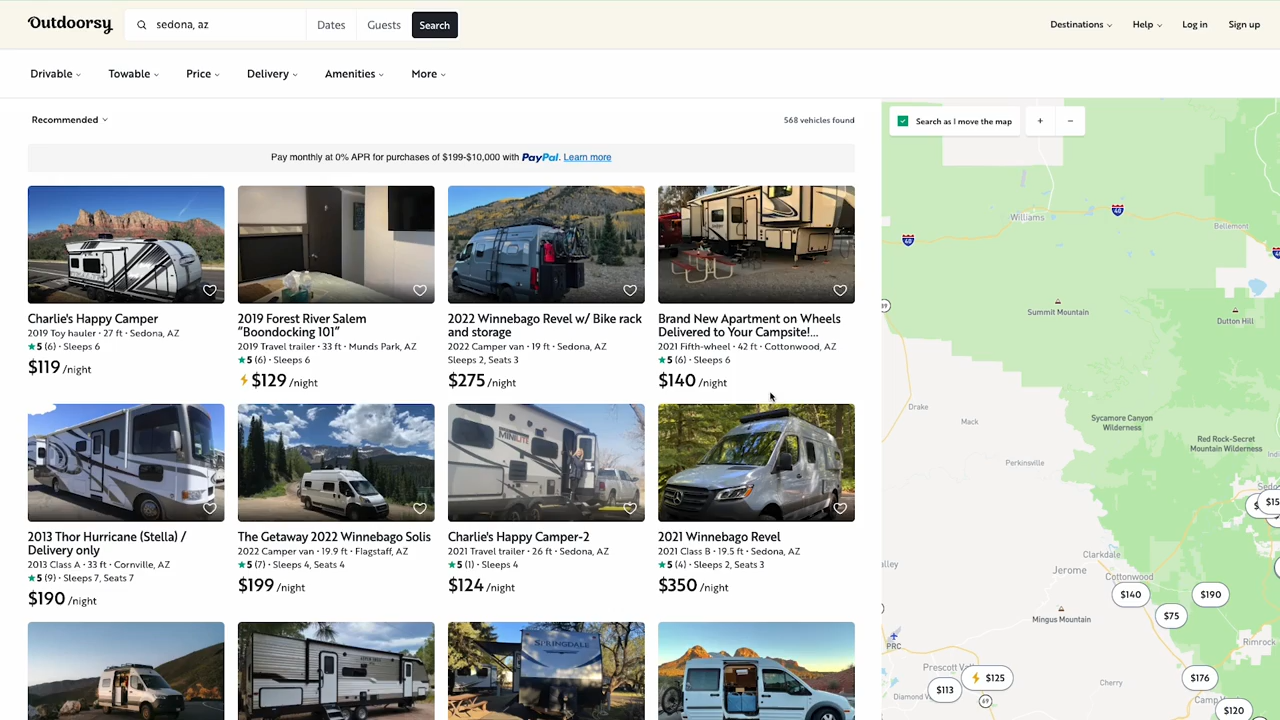 Outdoorsy
sedona, az
Dates
Guests
Search
Destinations
Help
Log in
Sign up
Drivable
Towable
Price
Delivery
Amenities
More
Recommended
568 vehicles found
Pay monthly at 0% APR for purchases of $199-$10,000 with PayPal. Learn more
Charlie's Happy Camper
2019 Toy hauler · 27 ft · Sedona, AZ
5 (6) · Sleeps 6
$119 /night
2019 Forest River Salem
"Boondocking 101"
2019 Travel trailer · 33 ft · Munds Park, AZ
5 (6) · Sleeps 6
$129 /night
2022 Winnebago Revel w/ Bike rack
and storage
2022 Camper van · 19 ft · Sedona, AZ
Sleeps 2, Seats 3
$275 /night
Brand New Apartment on Wheels
Delivered to Your Campsite!...
2021 Fifth-wheel · 42 ft · Cottonwood, AZ
5 (6) · Sleeps 6
$140 /night
2013 Thor Hurricane (Stella) /
Delivery only
2013 Class A · 33 ft · Cornville, AZ
5 (9) · Sleeps 7, Seats 7
$190 /night
The Getaway 2022 Winnebago Solis
2022 Camper van · 19.9 ft · Flagstaff, AZ
5 (7) · Sleeps 4, Seats 4
$199 /night
MINILITE
Charlie's Happy Camper-2
2021 Travel trailer · 26 ft · Sedona, AZ
5 (1) · Sleeps 4
$124 /night
2021 Winnebago Revel
2021 Class B · 19.5 ft · Sedona, AZ
5 (4) · Sleeps 2, Seats 3
$350 /night
SPRINGDALE
Search as I move the map
+
−
Williams
40
Bellemont
40
Summit Mountain
Dutton Hill
Drake
Mack
Sycamore Canyon
Wilderness
Red Rock-Secret
Mountain Wilderness
Perkinsville
$15
Clarkdale
Jerome
Cottonwood
$140
$190
$75
Mingus Mountain
PRC
$176
$125
$113
69
Cherry
$120